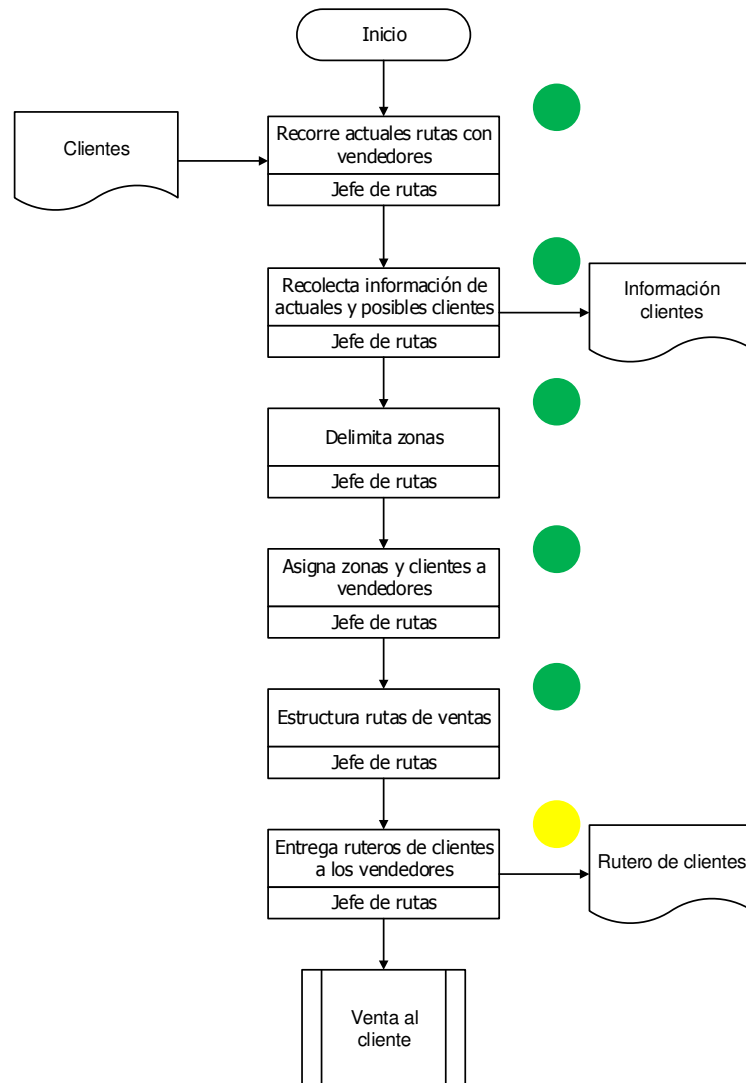 Inicio
Clientes
Recorre actuales rutas con
vendedores
Jefe de rutas
Recolecta información de
actuales y posibles clientes
Jefe de rutas
Información
clientes
Delimita zonas
Jefe de rutas
Asigna zonas y clientes a
vendedores
Jefe de rutas
Estructura rutas de ventas
Jefe de rutas
Entrega ruteros de clientes
a los vendedores
Jefe de rutas
Rutero de clientes
Venta al
cliente